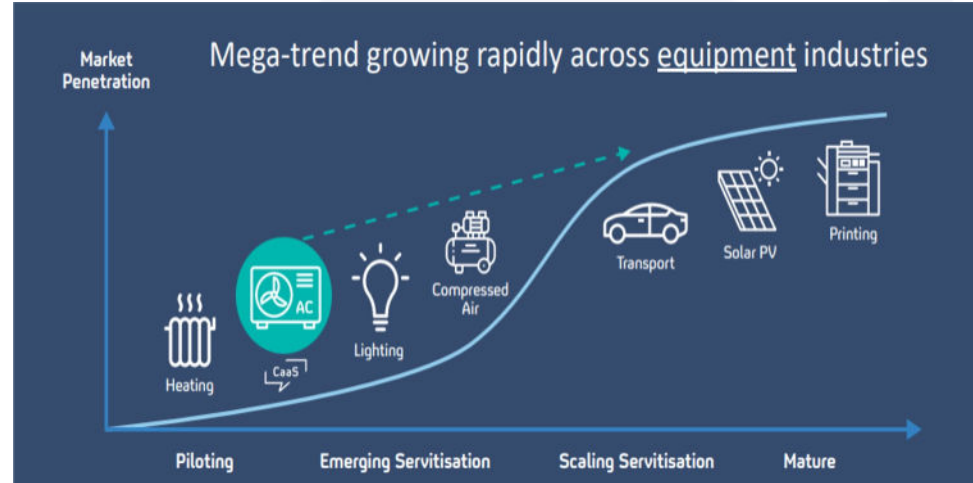 Mega-trend growing rapidly across equipment industries
Market
Penetration
Heating
AC
CaaS
Lighting
Compressed
Air
Transport
Solar PV
Printing
Piloting
Emerging Servitisation
Scaling Servitisation
Mature